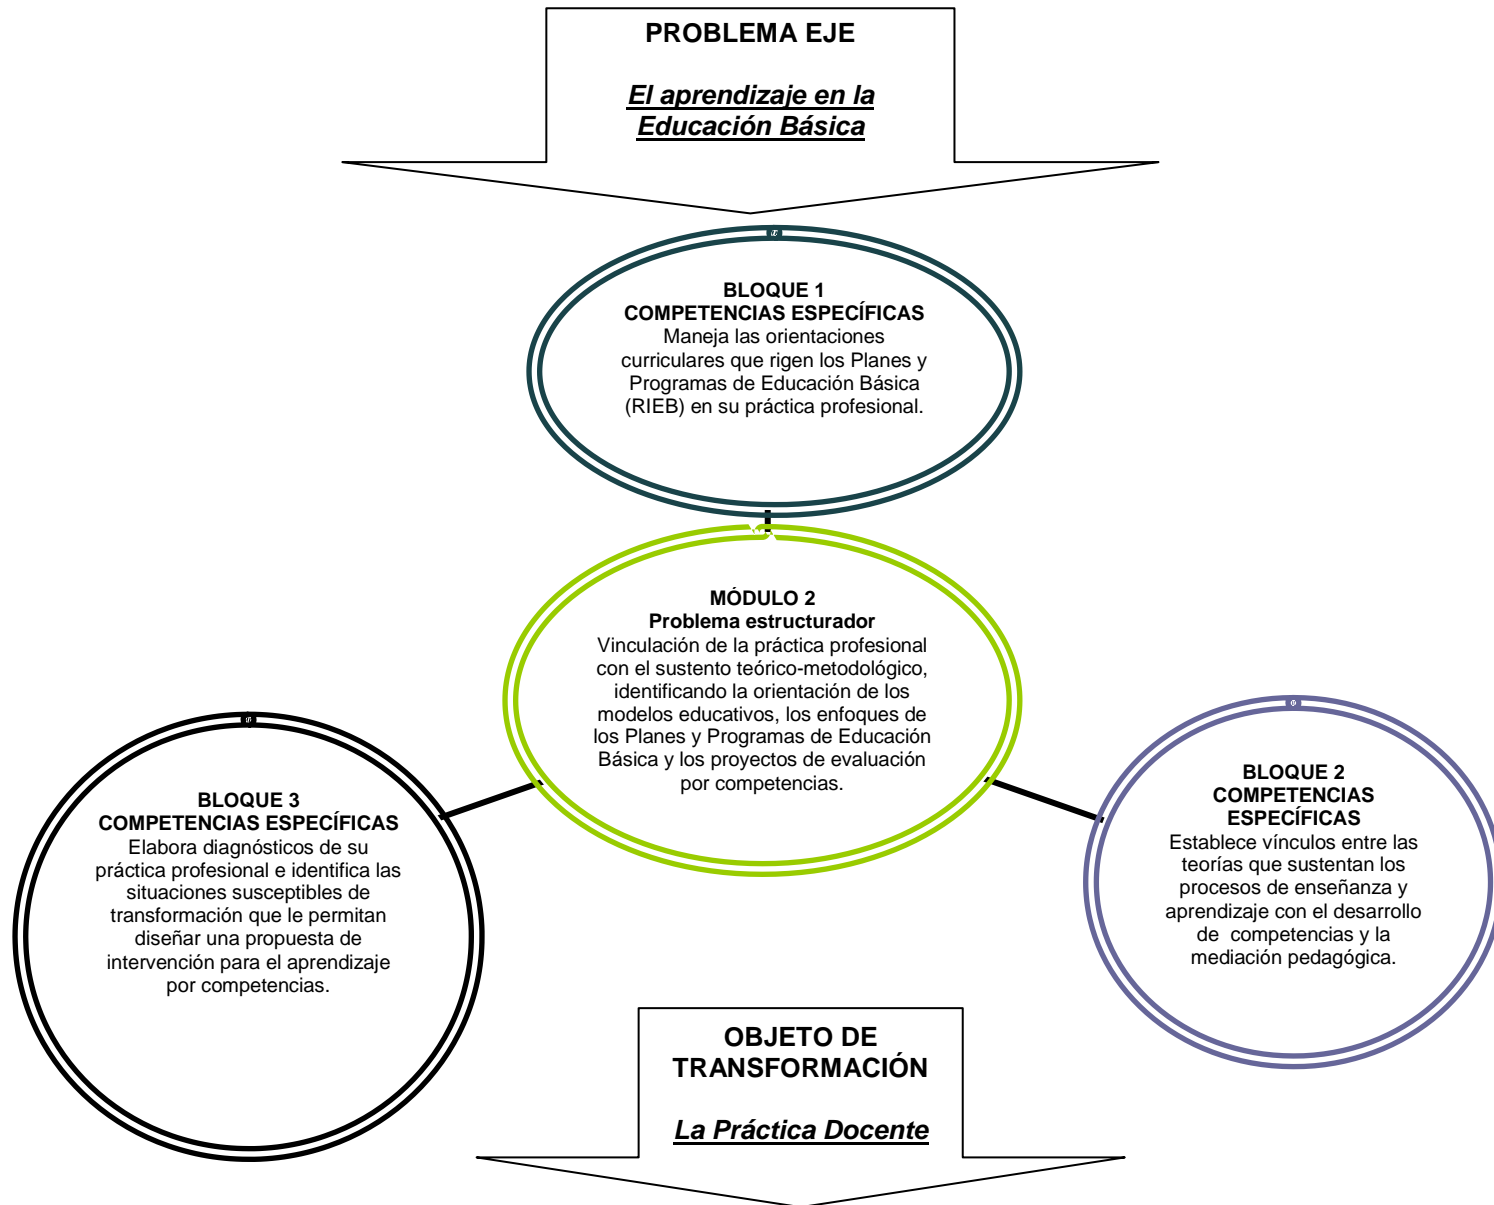 PROBLEMA EJE
El aprendizaje en la
Educación Básica
BLOQUE 1
COMPETENCIAS ESPECÍFICAS
Maneja las orientaciones
curriculares que rigen los Planes y
Programas de Educación Básica
(RIEB) en su práctica profesional.
MÓDULO 2
Problema estructurador
Vinculación de la práctica profesional
con el sustento teórico-metodológico,
identificando la orientación de los
modelos educativos, los enfoques de
los Planes y Programas de Educación
Básica y los proyectos de evaluación
por competencias.
BLOQUE 3
COMPETENCIAS ESPECÍFICAS
Elabora diagnósticos de su
práctica profesional e identifica las
situaciones susceptibles de
transformación que le permitan
diseñar una propuesta de
intervención para el aprendizaje
por competencias.
BLOQUE 2
COMPETENCIAS
ESPECÍFICAS
Establece vínculos entre las
teorías que sustentan los
procesos de enseñanza y
aprendizaje con el desarrollo
de competencias y la
mediación pedagógica.
OBJETO DE
TRANSFORMACIÓN
La Práctica Docente